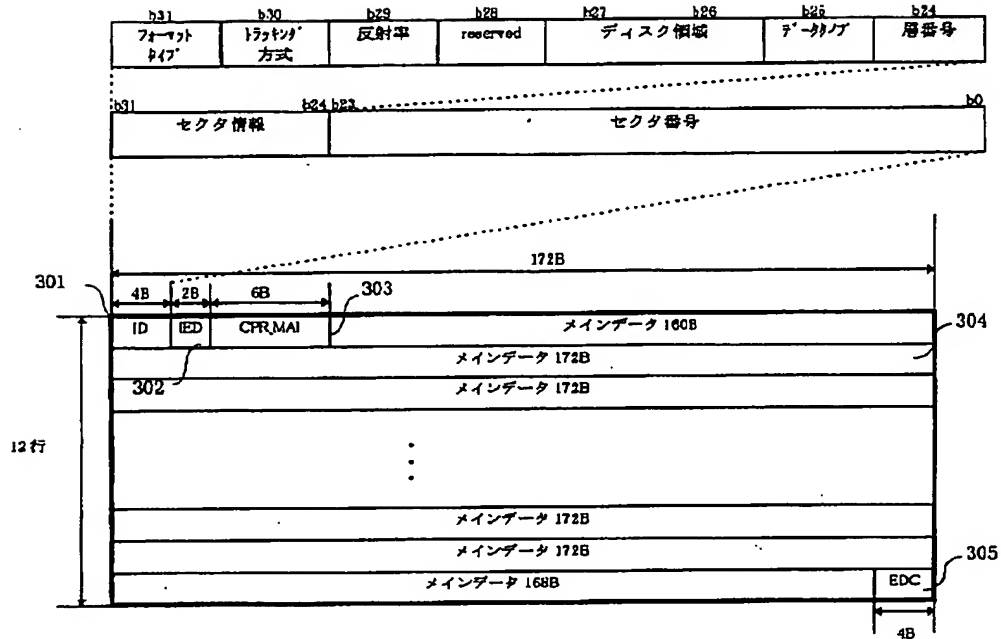 b31 b30 b29 b28 b27 b26 b25 b24
フォーマット
タイプ
トラッキング
方式
反射率
reserved
ディスク領域
データタイプ
層番号
b31 b24 b23 b0
セクタ情報
セクタ番号
172B
301
4B 2B 6B
303
ID IED CPR_MAI メインデータ 160B
304
302
メインデータ 172B
メインデータ 172B
12行
メインデータ 172B
メインデータ 172B
メインデータ 168B EDC
305
4B